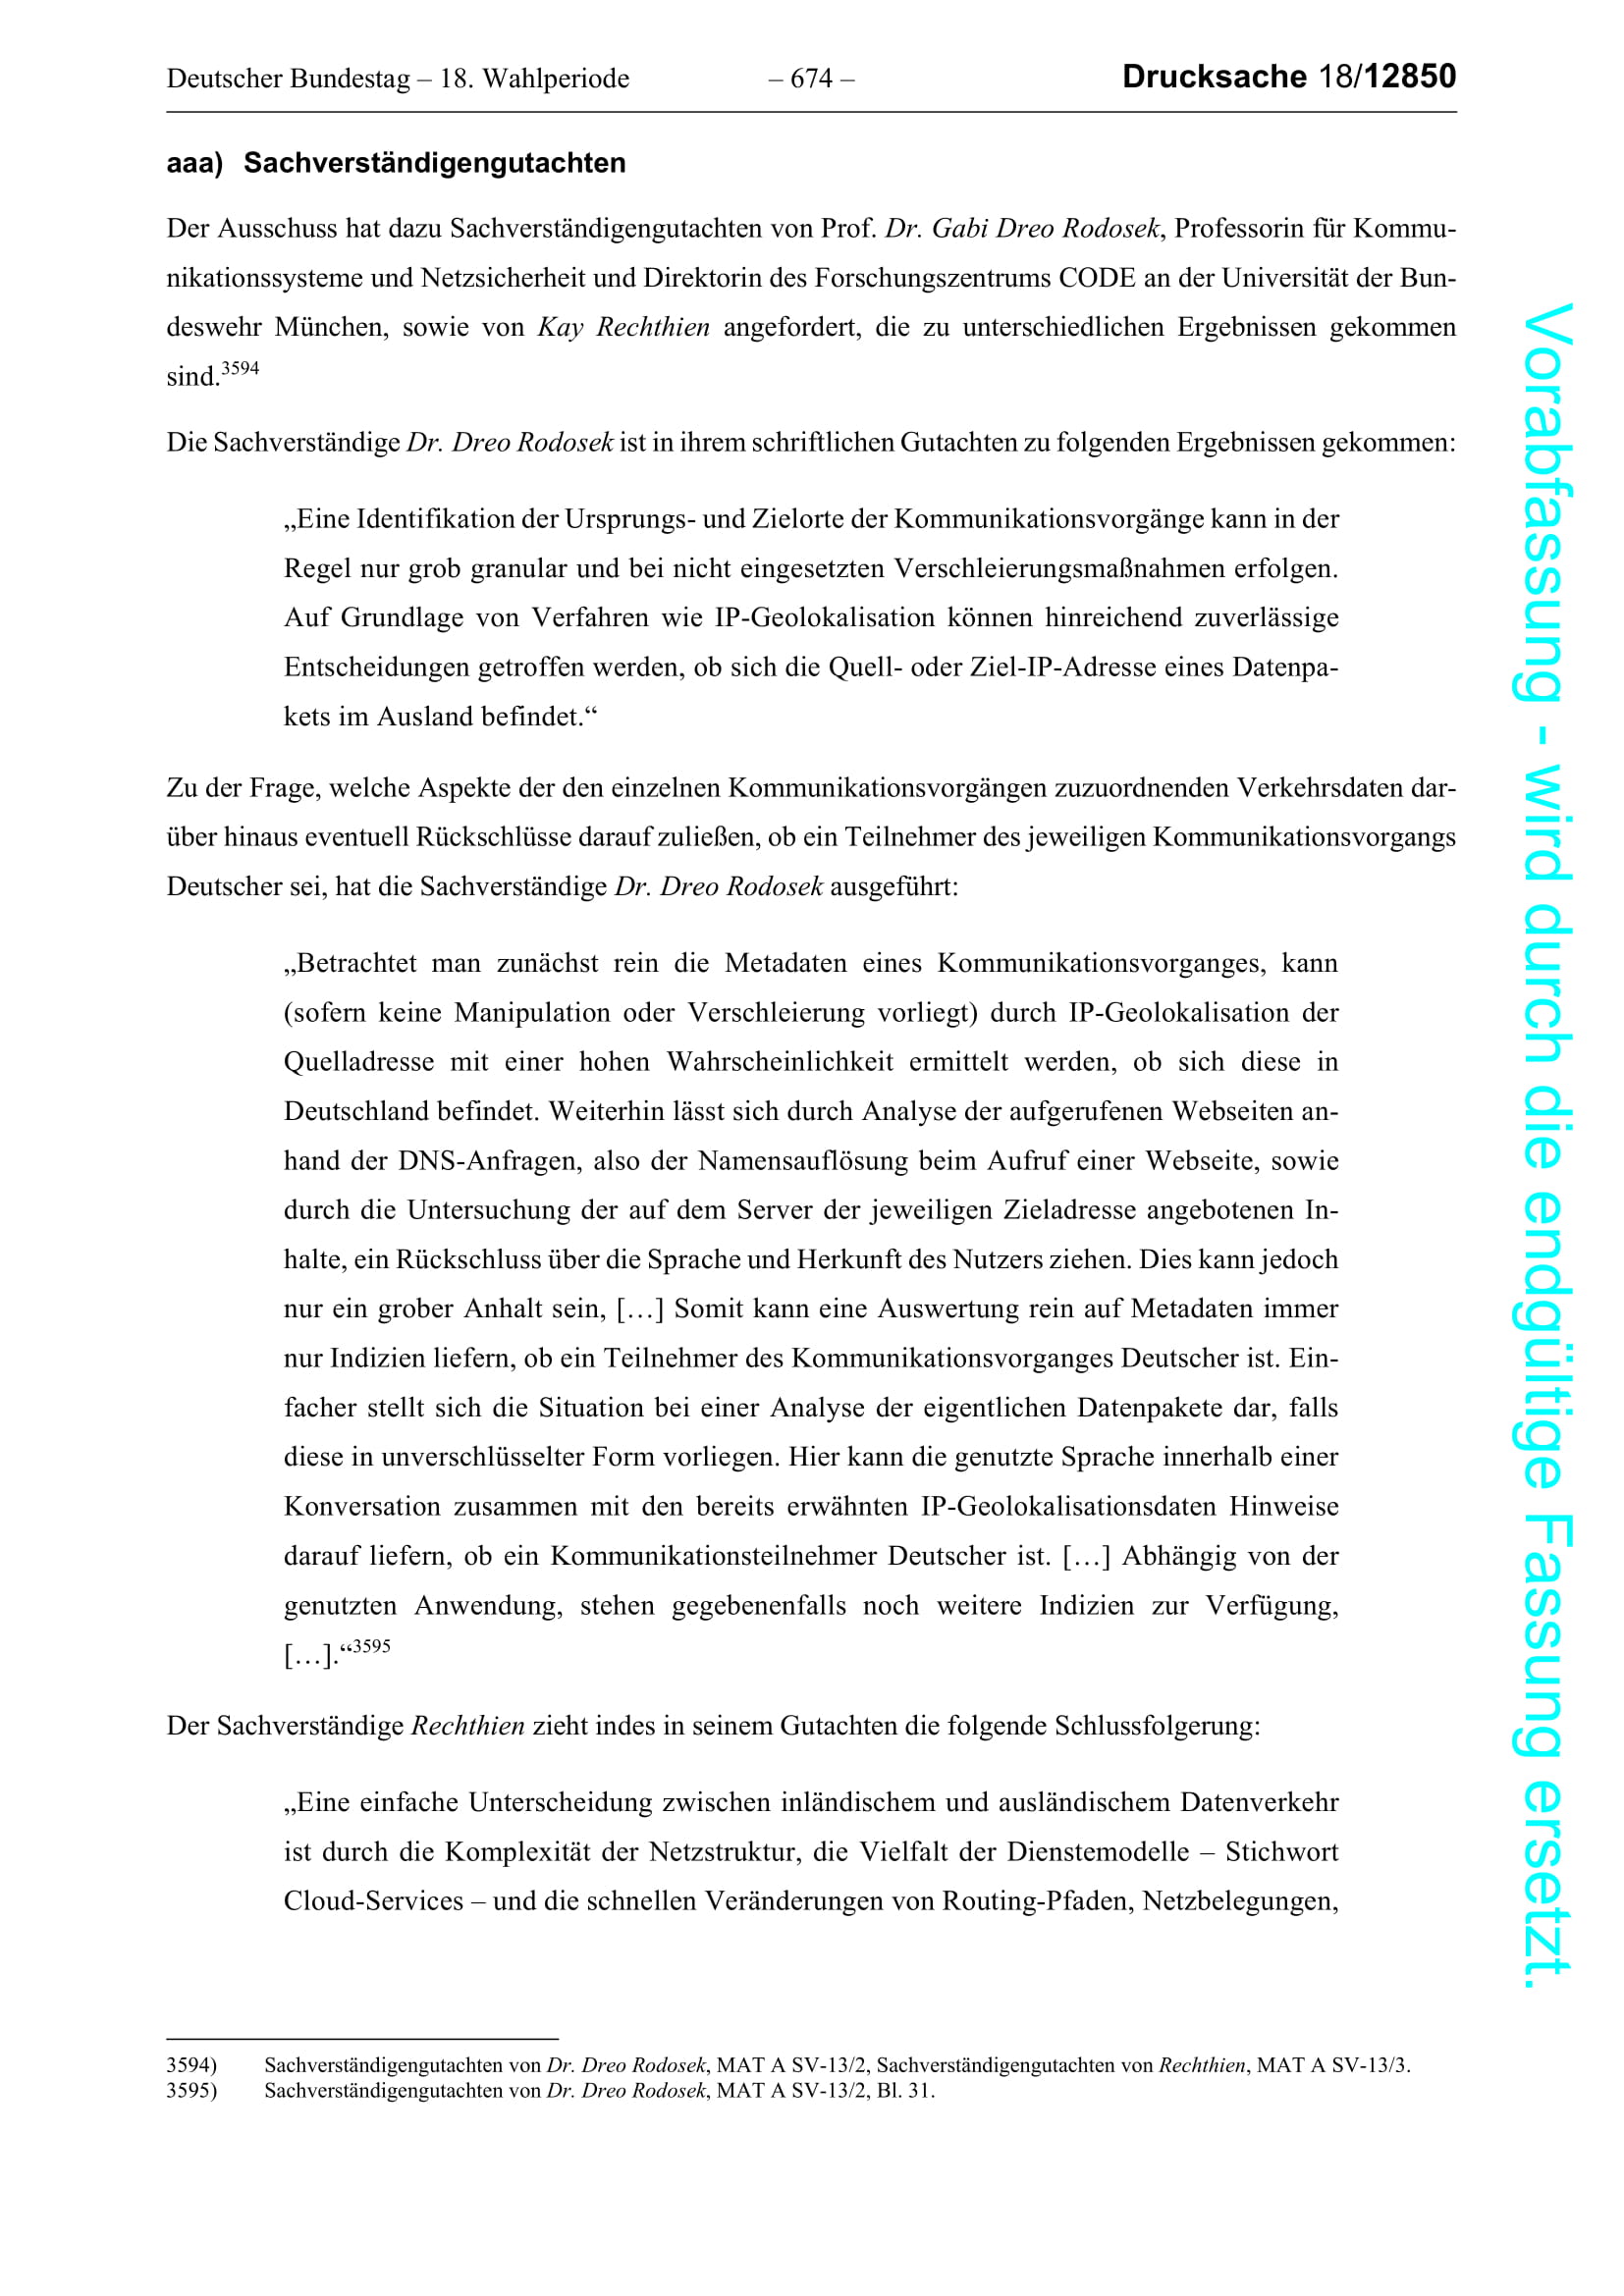 Deutscher Bundestag – 18. Wahlperiode – 674 – Drucksache 18/12850
aaa) Sachverständigengutachten
Der Ausschuss hat dazu Sachverständigengutachten von Prof. Dr. Gabi Dreo Rodosek, Professorin für Kommu-
nikationssysteme und Netzsicherheit und Direktorin des Forschungszentrums CODE an der Universität der Bun-
deswehr München, sowie von Kay Rechthien angefordert, die zu unterschiedlichen Ergebnissen gekommen
sind.3594
Die Sachverständige Dr. Dreo Rodosek ist in ihrem schriftlichen Gutachten zu folgenden Ergebnissen gekommen:
„Eine Identifikation der Ursprungs- und Zielorte der Kommunikationsvorgänge kann in der
Regel nur grob granular und bei nicht eingesetzten Verschleierungsmaßnahmen erfolgen.
Auf Grundlage von Verfahren wie IP-Geolokalisation können hinreichend zuverlässige
Entscheidungen getroffen werden, ob sich die Quell- oder Ziel-IP-Adresse eines Datenpa-
kets im Ausland befindet.“
Zu der Frage, welche Aspekte der den einzelnen Kommunikationsvorgängen zuzuordnenden Verkehrsdaten dar-
über hinaus eventuell Rückschlüsse darauf zuließen, ob ein Teilnehmer des jeweiligen Kommunikationsvorgangs
Deutscher sei, hat die Sachverständige Dr. Dreo Rodosek ausgeführt:
„Betrachtet man zunächst rein die Metadaten eines Kommunikationsvorganges, kann
(sofern keine Manipulation oder Verschleierung vorliegt) durch IP-Geolokalisation der
Quelladresse mit einer hohen Wahrscheinlichkeit ermittelt werden, ob sich diese in
Deutschland befindet. Weiterhin lässt sich durch Analyse der aufgerufenen Webseiten an-
hand der DNS-Anfragen, also der Namensauflösung beim Aufruf einer Webseite, sowie
durch die Untersuchung der auf dem Server der jeweiligen Zieladresse angebotenen In-
halte, ein Rückschluss über die Sprache und Herkunft des Nutzers ziehen. Dies kann jedoch
nur ein grober Anhalt sein, […] Somit kann eine Auswertung rein auf Metadaten immer
nur Indizien liefern, ob ein Teilnehmer des Kommunikationsvorganges Deutscher ist. Ein-
facher stellt sich die Situation bei einer Analyse der eigentlichen Datenpakete dar, falls
diese in unverschlüsselter Form vorliegen. Hier kann die genutzte Sprache innerhalb einer
Konversation zusammen mit den bereits erwähnten IP-Geolokalisationsdaten Hinweise
darauf liefern, ob ein Kommunikationsteilnehmer Deutscher ist. […] Abhängig von der
genutzten Anwendung, stehen gegebenenfalls noch weitere Indizien zur Verfügung,
[…].“3595
Der Sachverständige Rechthien zieht indes in seinem Gutachten die folgende Schlussfolgerung:
„Eine einfache Unterscheidung zwischen inländischem und ausländischem Datenverkehr
ist durch die Komplexität der Netzstruktur, die Vielfalt der Dienstemodelle – Stichwort
Cloud-Services – und die schnellen Veränderungen von Routing-Pfaden, Netzbelegungen,
3594) Sachverständigengutachten von Dr. Dreo Rodosek, MAT A SV-13/2, Sachverständigengutachten von Rechthien, MAT A SV-13/3.
3595) Sachverständigengutachten von Dr. Dreo Rodosek, MAT A SV-13/2, Bl. 31.
Vorabfassung - wird durch die endgültige Fassung ersetzt.